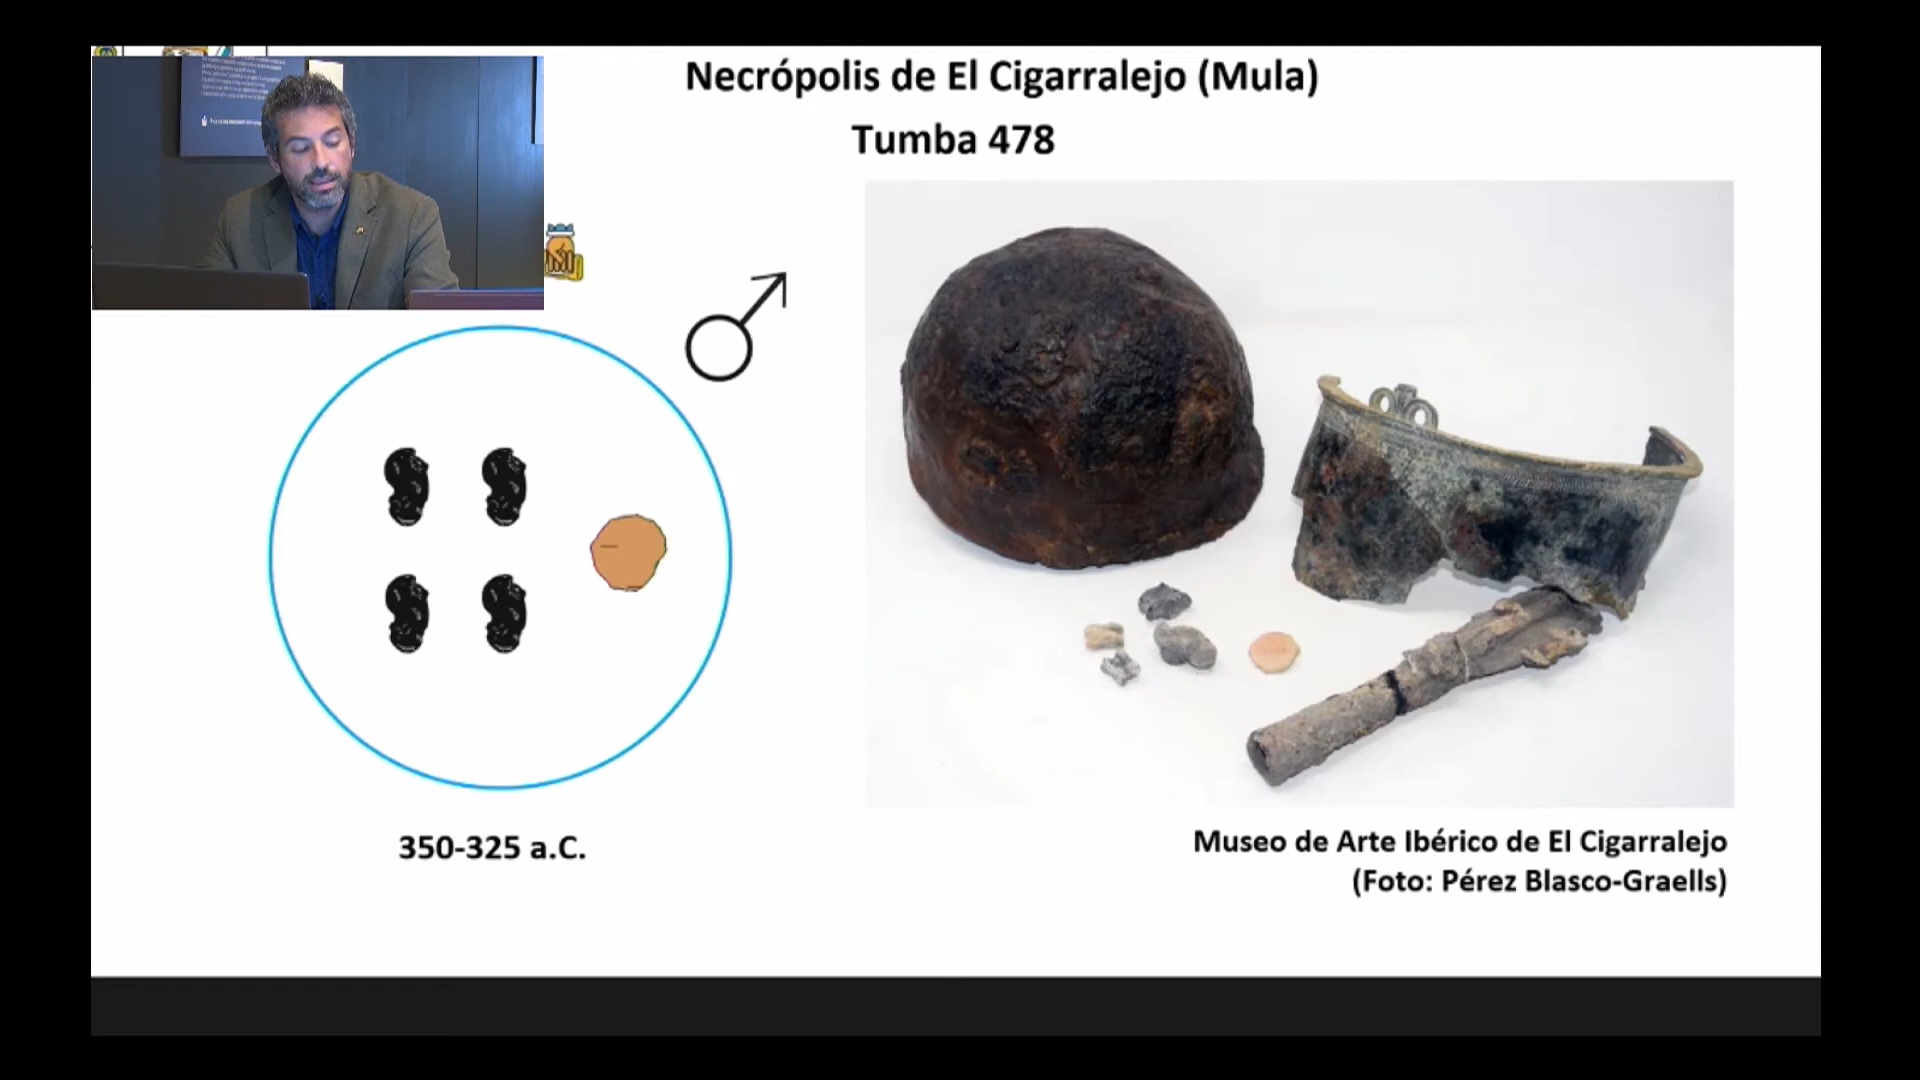 Necrópolis de El Cigarralejo (Mula)
Tumba 478
350-325 a.C.
Museo de Arte Ibérico de El Cigarralejo
(Foto: Pérez Blasco-Graells)